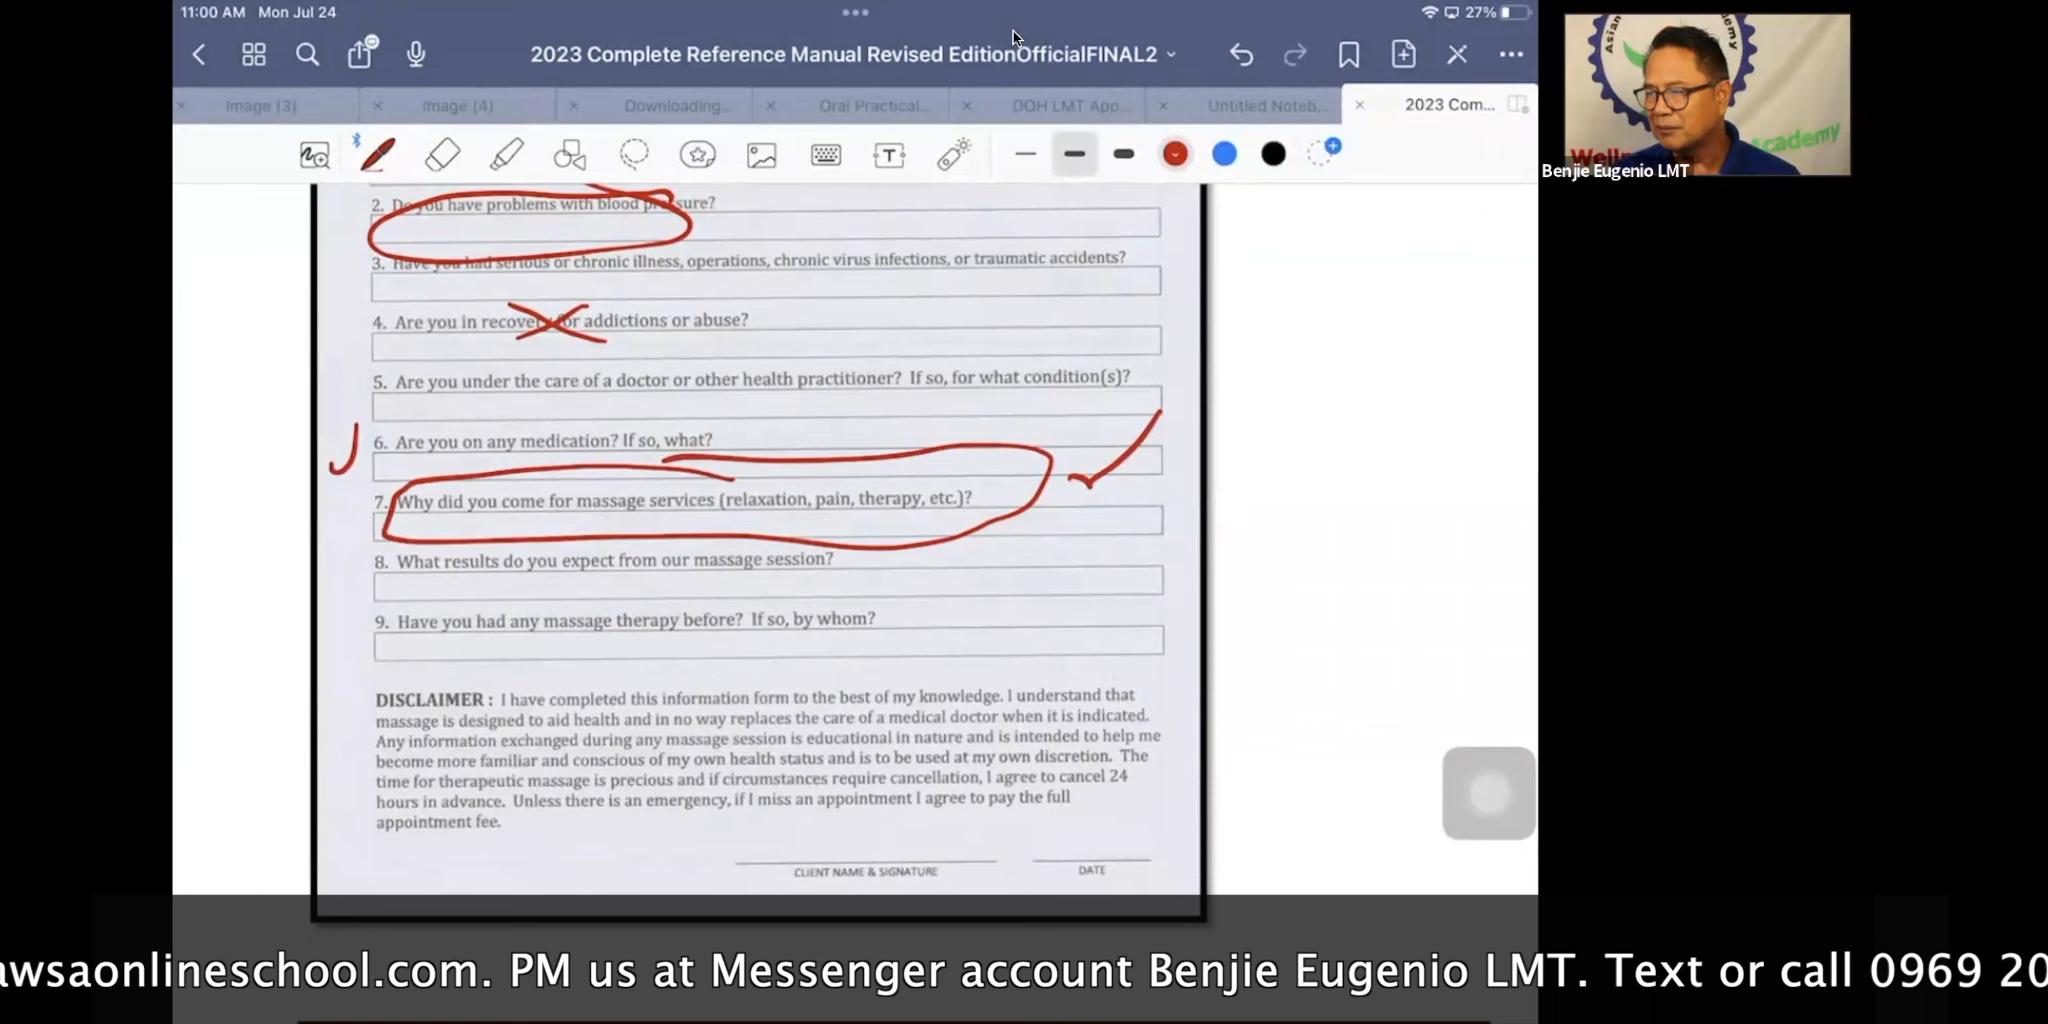 11:00 AM Mon Jul 24
27%
2023 Complete Reference Manual Revised EditionOfficialFINAL2
Image (3)
Image (4)
Downloading...
Oral Practical...
DOH LMT App...
Untitled Noteb...
2023 Com...
T
Asian
Academy
Benjie Eugenio LMT
2. Do you have problems with blood pressure?
3. Have you had serious or chronic illness, operations, chronic virus infections, or traumatic accidents?
4. Are you in recovery for addictions or abuse?
5. Are you under the care of a doctor or other health practitioner? If so, for what condition(s)?
6. Are you on any medication? If so, what?
7. Why did you come for massage services (relaxation, pain, therapy, etc.)?
8. What results do you expect from our massage session?
9. Have you had any massage therapy before? If so, by whom?
DISCLAIMER : I have completed this information form to the best of my knowledge. I understand that
massage is designed to aid health and in no way replaces the care of a medical doctor when it is indicated.
Any information exchanged during any massage session is educational in nature and is intended to help me
become more familiar and conscious of my own health status and is to be used at my own discretion. The
time for therapeutic massage is precious and if circumstances require cancellation, I agree to cancel 24
hours in advance. Unless there is an emergency, if I miss an appointment I agree to pay the full
appointment fee.
CLIENT NAME & SIGNATURE DATE
awsaonlineschool.com. PM us at Messenger account Benjie Eugenio LMT. Text or call 0969 20